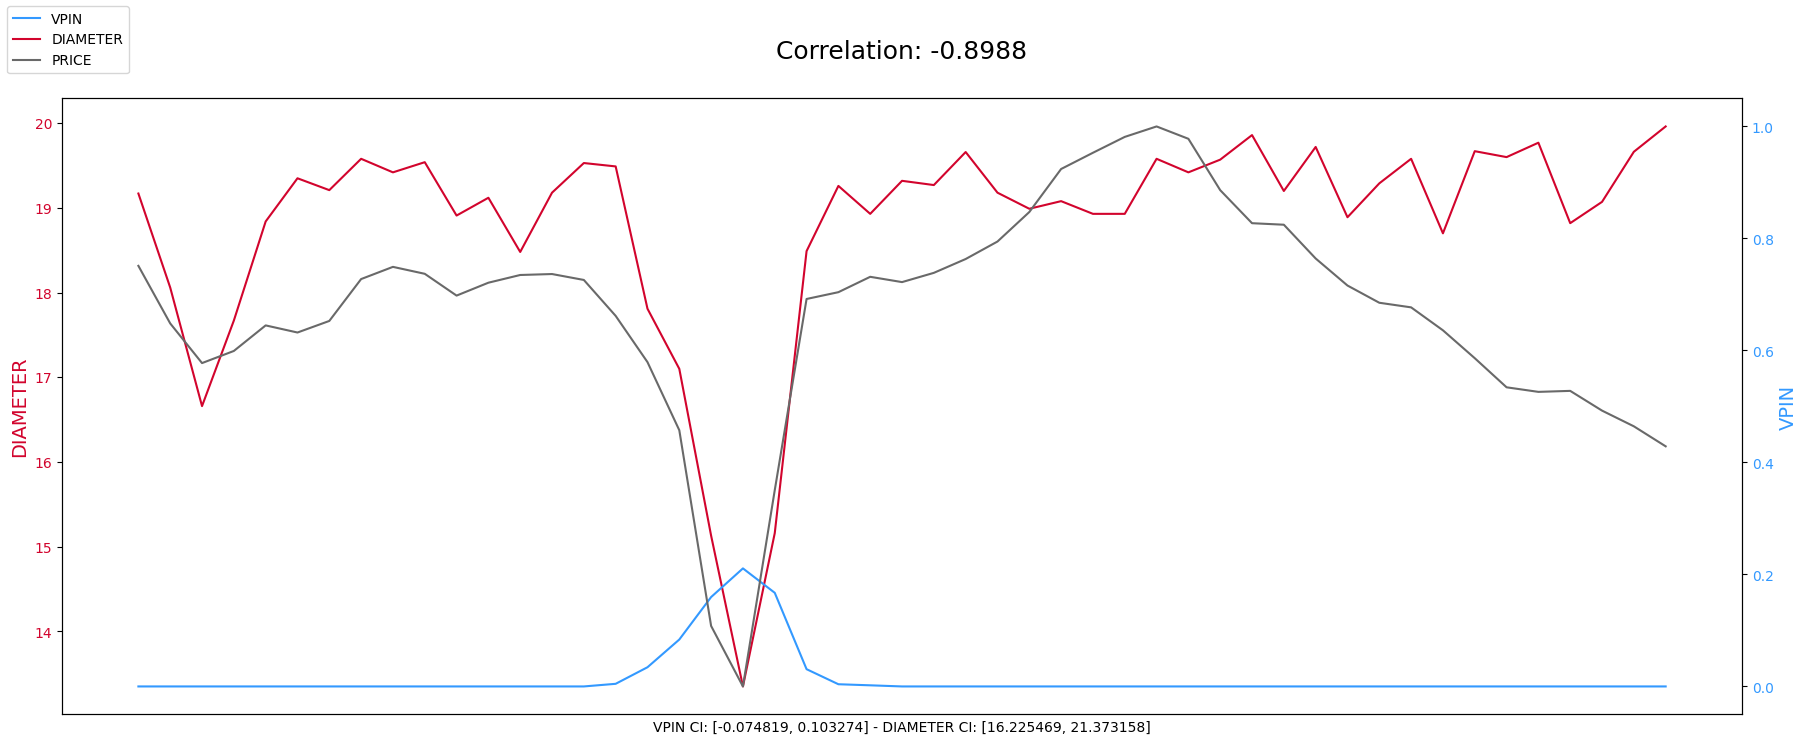 VPIN
DIAMETER
PRICE
Correlation: -0.8988
20
19
18
17
16
15
14
DIAMETER
1.0
0.8
0.6
0.4
0.2
0.0
VPIN
VPIN CI: [-0.074819, 0.103274] - DIAMETER CI: [16.225469, 21.373158]